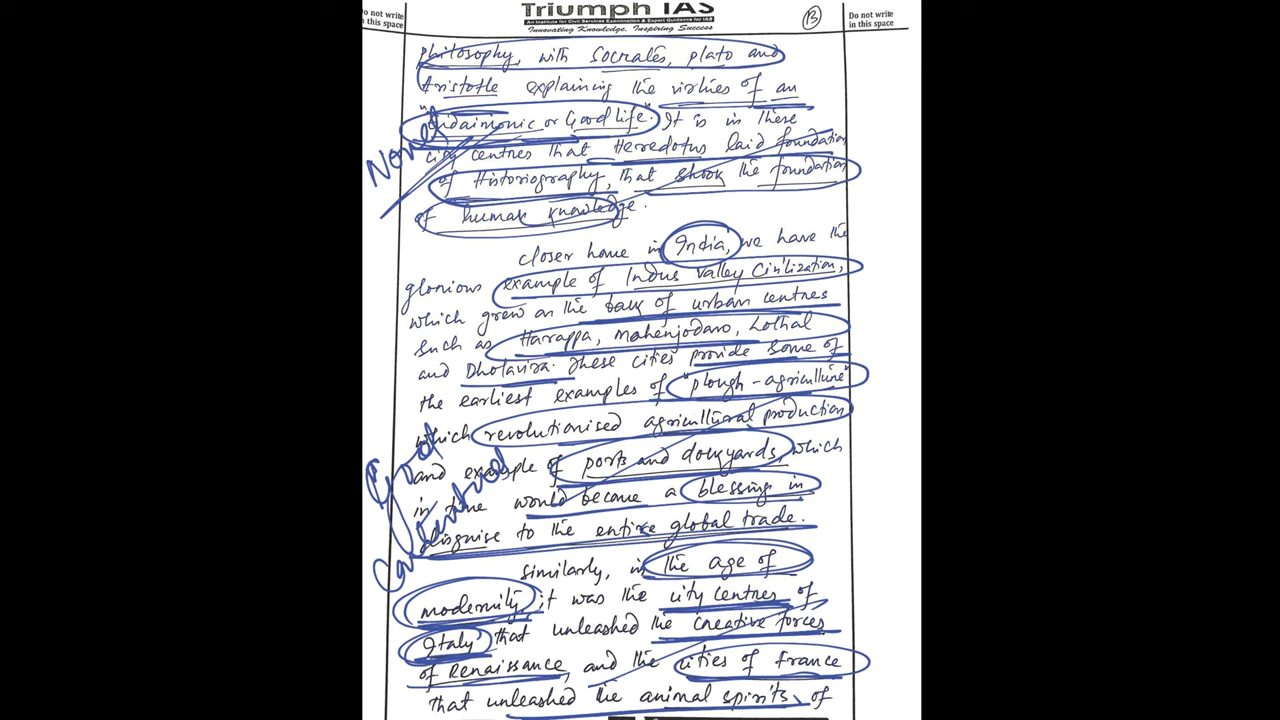 Do not write
in this space
Triumph IAS
An Institute for Civil Services Examination & Expert Guidance for IAS
Innovating Knowledge, Inspiring Success
13
Do not write
in this space
Philosophy, with Socrates, plato and
Aristotle explaining the virtues of an
"Eudaimonic or Good life". It is in these
city centres that Heredotus laid foundation
of Historiography, that shook the foundation
of human knowledge.
Novel
Closer home in India, we have the
glorious example of Indus Valley Civilization,
which grew on the back of urban centres
such as Harappa, Mohenjodaro, Lothal
and Dholavira. These cities provide some of
the earliest examples of "plough-agriculture"
which revolutionised agricultural production
and example of ports and dockyards, which
in time would become a blessing in
disguise to the entire global trade.
Good
Similarly, in the age of
modernity, it was the city centres of
Italy that unleashed the creative forces
of Renaissance, and the cities of France
that unleashed the animal spirits of